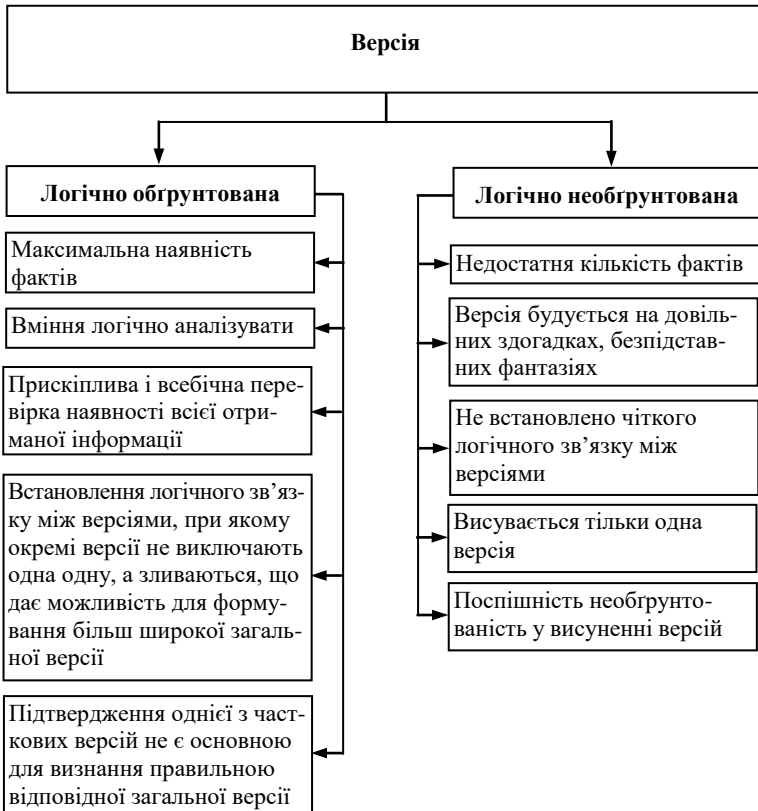 Версія
Логічно обґрунтована
Максимальна наявність
фактів
Вміння логічно аналізувати
Прискіплива і всебічна пере-
вірка наявності всієї отри-
маної інформації
Встановлення логічного зв’яз-
ку між версіями, при якому
окремі версії не виключають
одна одну, а зливаються, що
дає можливість для форму-
вання більш широкої загаль-
ної версії
Підтвердження однієї з част-
кових версій не є основною
для визнання правильною
відповідної загальної версії
Логічно необґрунтована
Недостатня кількість фактів
Версія будується на довіль-
них здогадках, безпідстав-
них фантазіях
Не встановлено чіткого
логічного зв’язку між
версіями
Висувається тільки одна
версія
Поспішність необґрунто-
ваність у висуненні версій